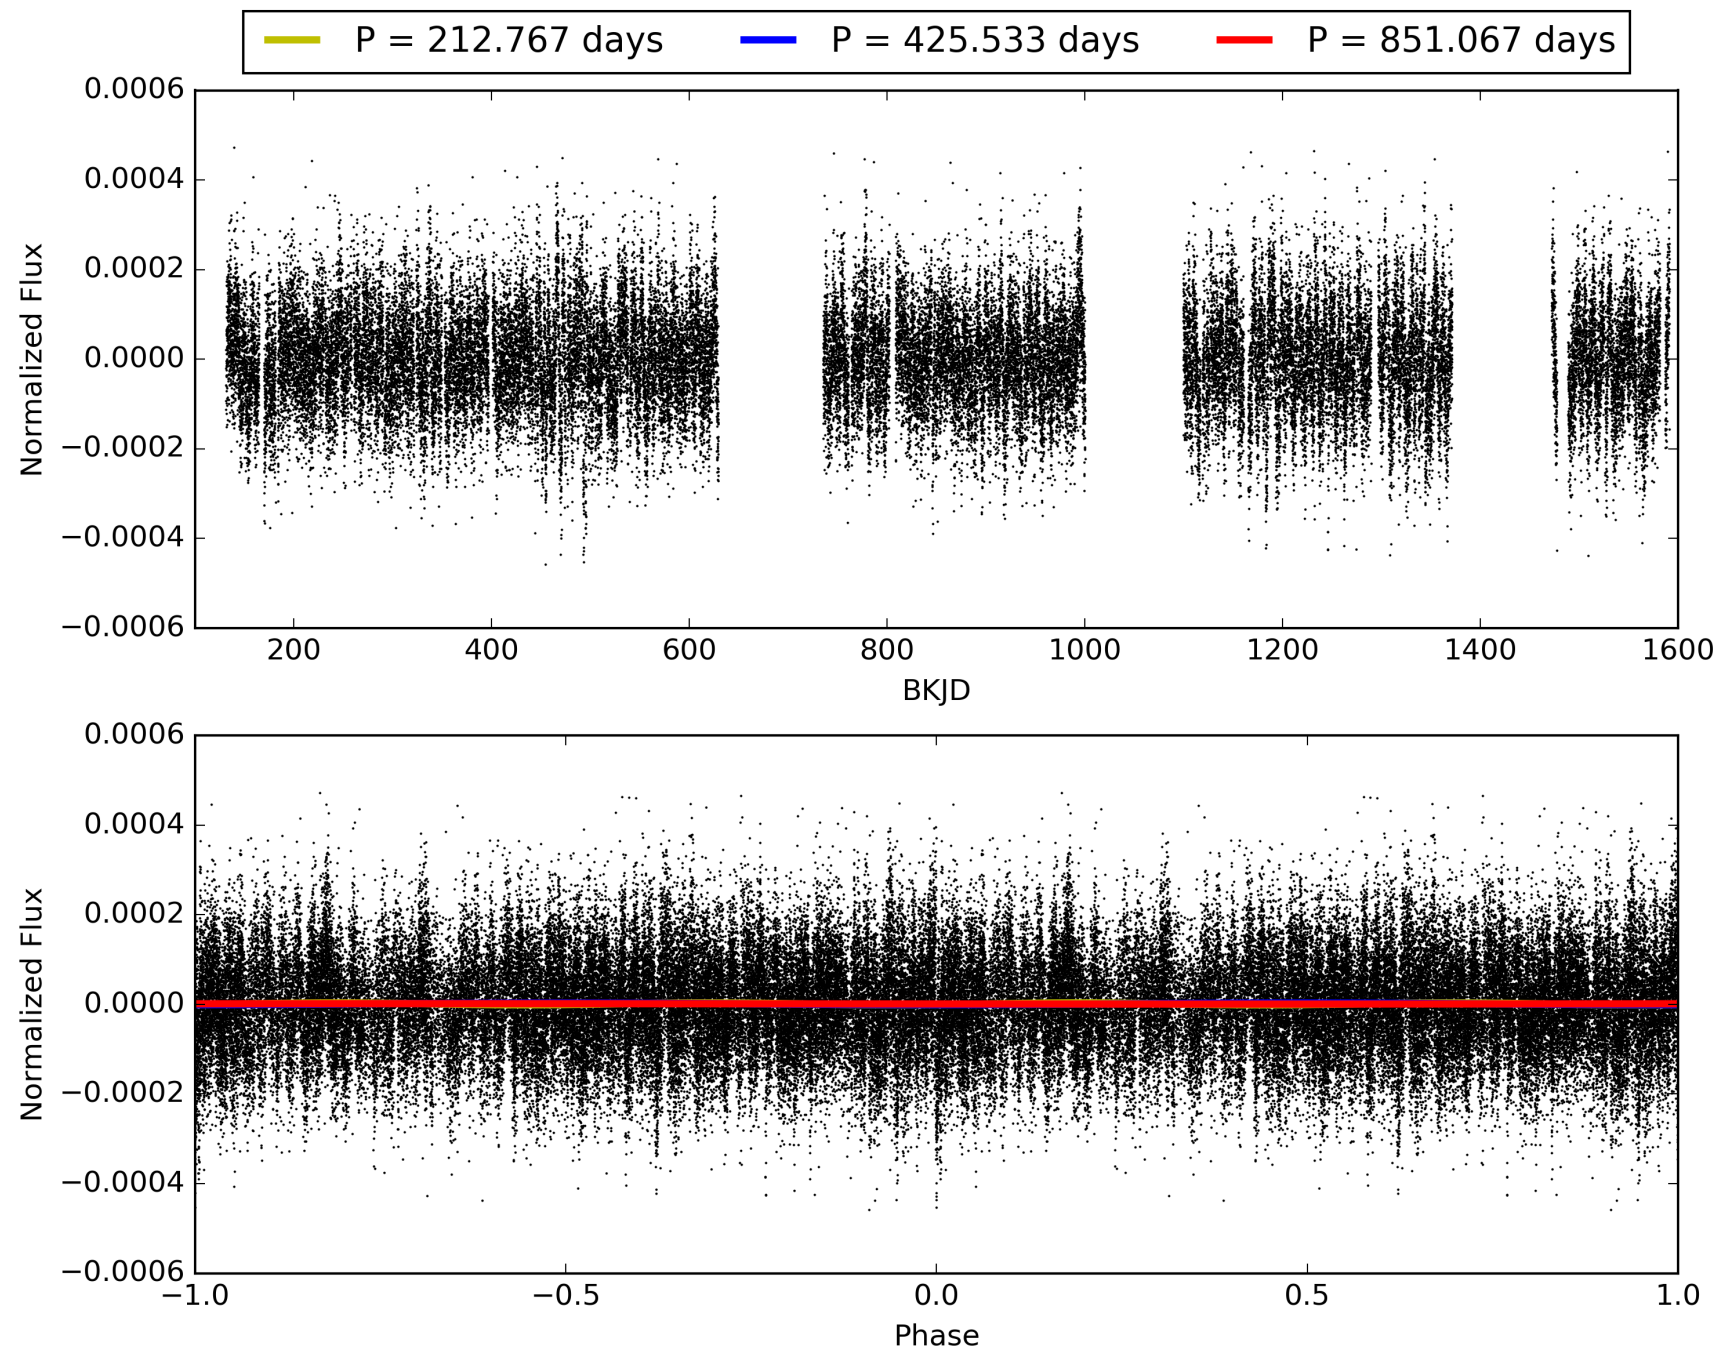 P = 212.767 days P = 425.533 days P = 851.067 days
0.0006
0.0004
0.0002
0.0000
−0.0002
−0.0004
−0.0006
Normalized Flux
200 400 600 800 1000 1200 1400 1600
BKJD
0.0006
0.0004
0.0002
0.0000
−0.0002
−0.0004
−0.0006
Normalized Flux
−1.0 −0.5 0.0 0.5 1.0
Phase